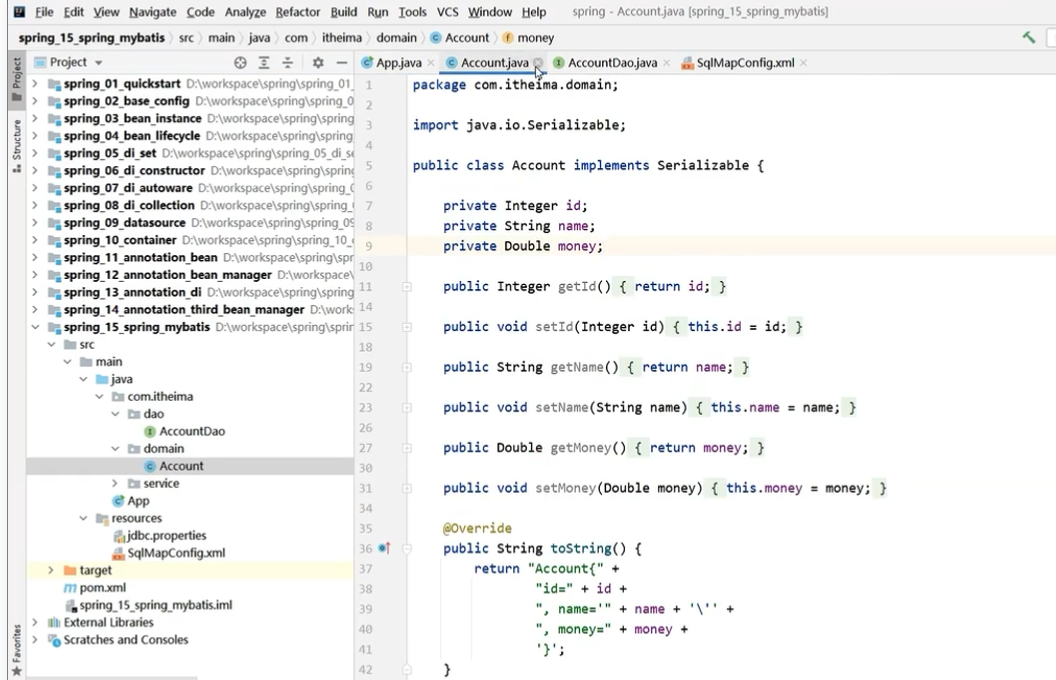 File Edit View Navigate Code Analyze Refactor Build Run Tools VCS Window Help spring - Account.java [spring_15_spring_mybatis]
spring_15_spring_mybatis src main java com itheima domain Account money
Project
App.java Account.java AccountDao.java SqlMapConfig.xml
Project
Structure
Favorites
spring_01_quickstart D:\workspace\spring\spring_01_
spring_02_base_config D:\workspace\spring\spring_0
spring_03_bean_instance D:\workspace\spring\spring
spring_04_bean_lifecycle D:\workspace\spring\spring
spring_05_di_set D:\workspace\spring\spring_05_di_se
spring_06_di_constructor D:\workspace\spring\spring
spring_07_di_autoware D:\workspace\spring\spring_0
spring_08_di_collection D:\workspace\spring\spring_
spring_09_datasource D:\workspace\spring\spring_09
spring_10_container D:\workspace\spring\spring_10_
spring_11_annotation_bean D:\workspace\spring\spri
spring_12_annotation_bean_manager D:\workspace\
spring_13_annotation_di D:\workspace\spring\spring
spring_14_annotation_third_bean_manager D:\work
spring_15_spring_mybatis D:\workspace\spring\sprin
src
main
java
com.itheima
dao
AccountDao
domain
Account
service
App
resources
jdbc.properties
SqlMapConfig.xml
target
pom.xml
spring_15_spring_mybatis.iml
External Libraries
Scratches and Consoles
1 package com.itheima.domain;
2
3 import java.io.Serializable;
4
5 public class Account implements Serializable {
6
7 private Integer id;
8 private String name;
9 private Double money;
10
11 public Integer getId() { return id; }
14
15 public void setId(Integer id) { this.id = id; }
18
19 public String getName() { return name; }
22
23 public void setName(String name) { this.name = name; }
26
27 public Double getMoney() { return money; }
30
31 public void setMoney(Double money) { this.money = money; }
34
35 @Override
36 public String toString() {
37 return "Account{" +
38 "id=" + id +
39 ", name='" + name + '\'' +
40 ", money=" + money +
41 '}';
42 }